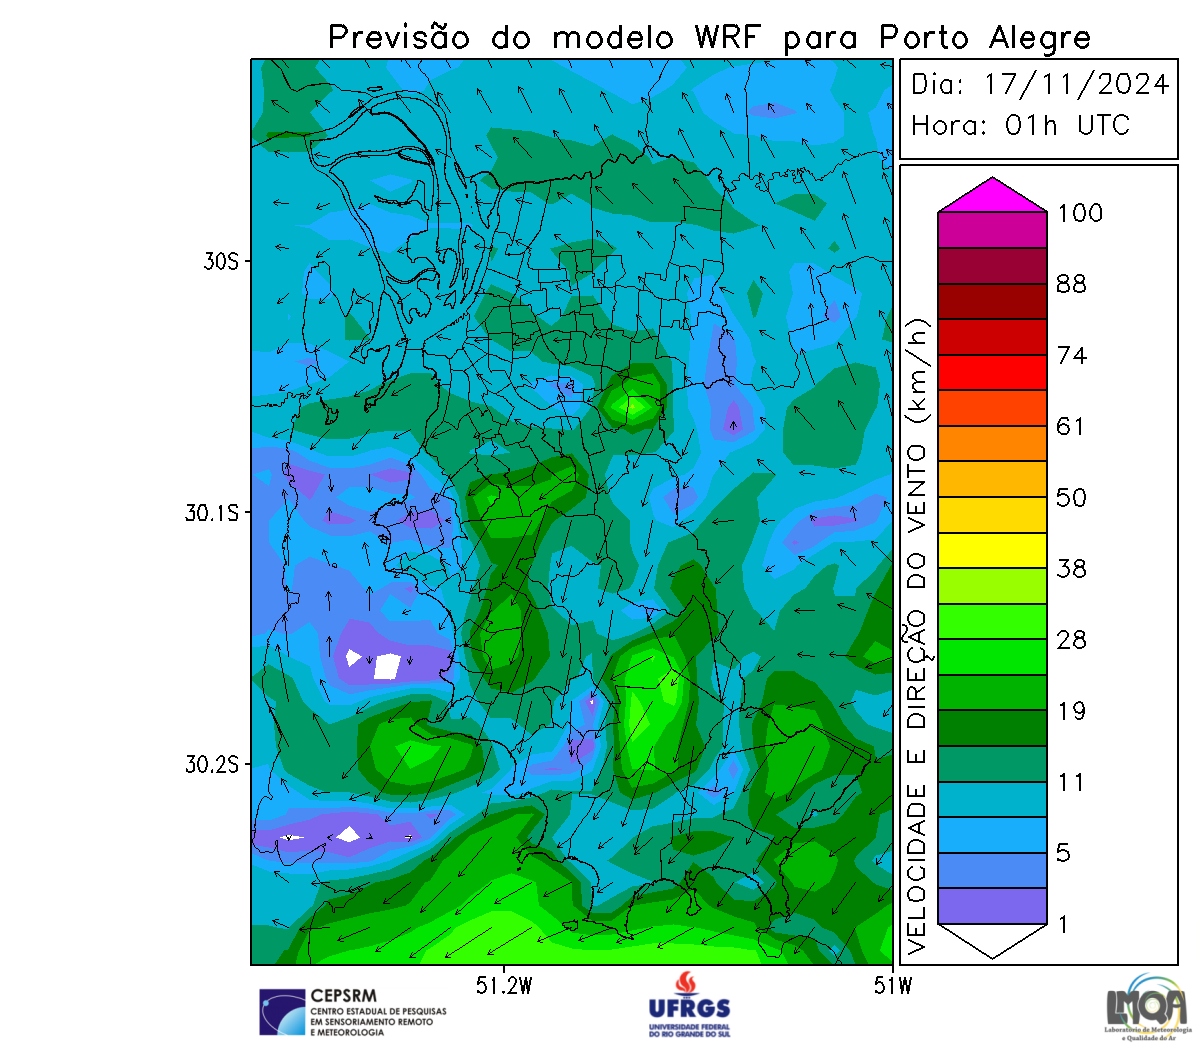 Previsão do modelo WRF para Porto Alegre
Dia: 17/11/2024
Hora: 01h UTC
100
88
74
61
50
38
28
19
11
5
1
VELOCIDADE E DIREÇÃO DO VENTO (km/h)
30S
30.1S
30.2S
51.2W
51W
CEPSRM
CENTRO ESTADUAL DE PESQUISAS
EM SENSORIAMENTO REMOTO
E METEOROLOGIA
UFRGS
UNIVERSIDADE FEDERAL
DO RIO GRANDE DO SUL
LMQA
Laboratório de Meteorologia
e Qualidade do Ar